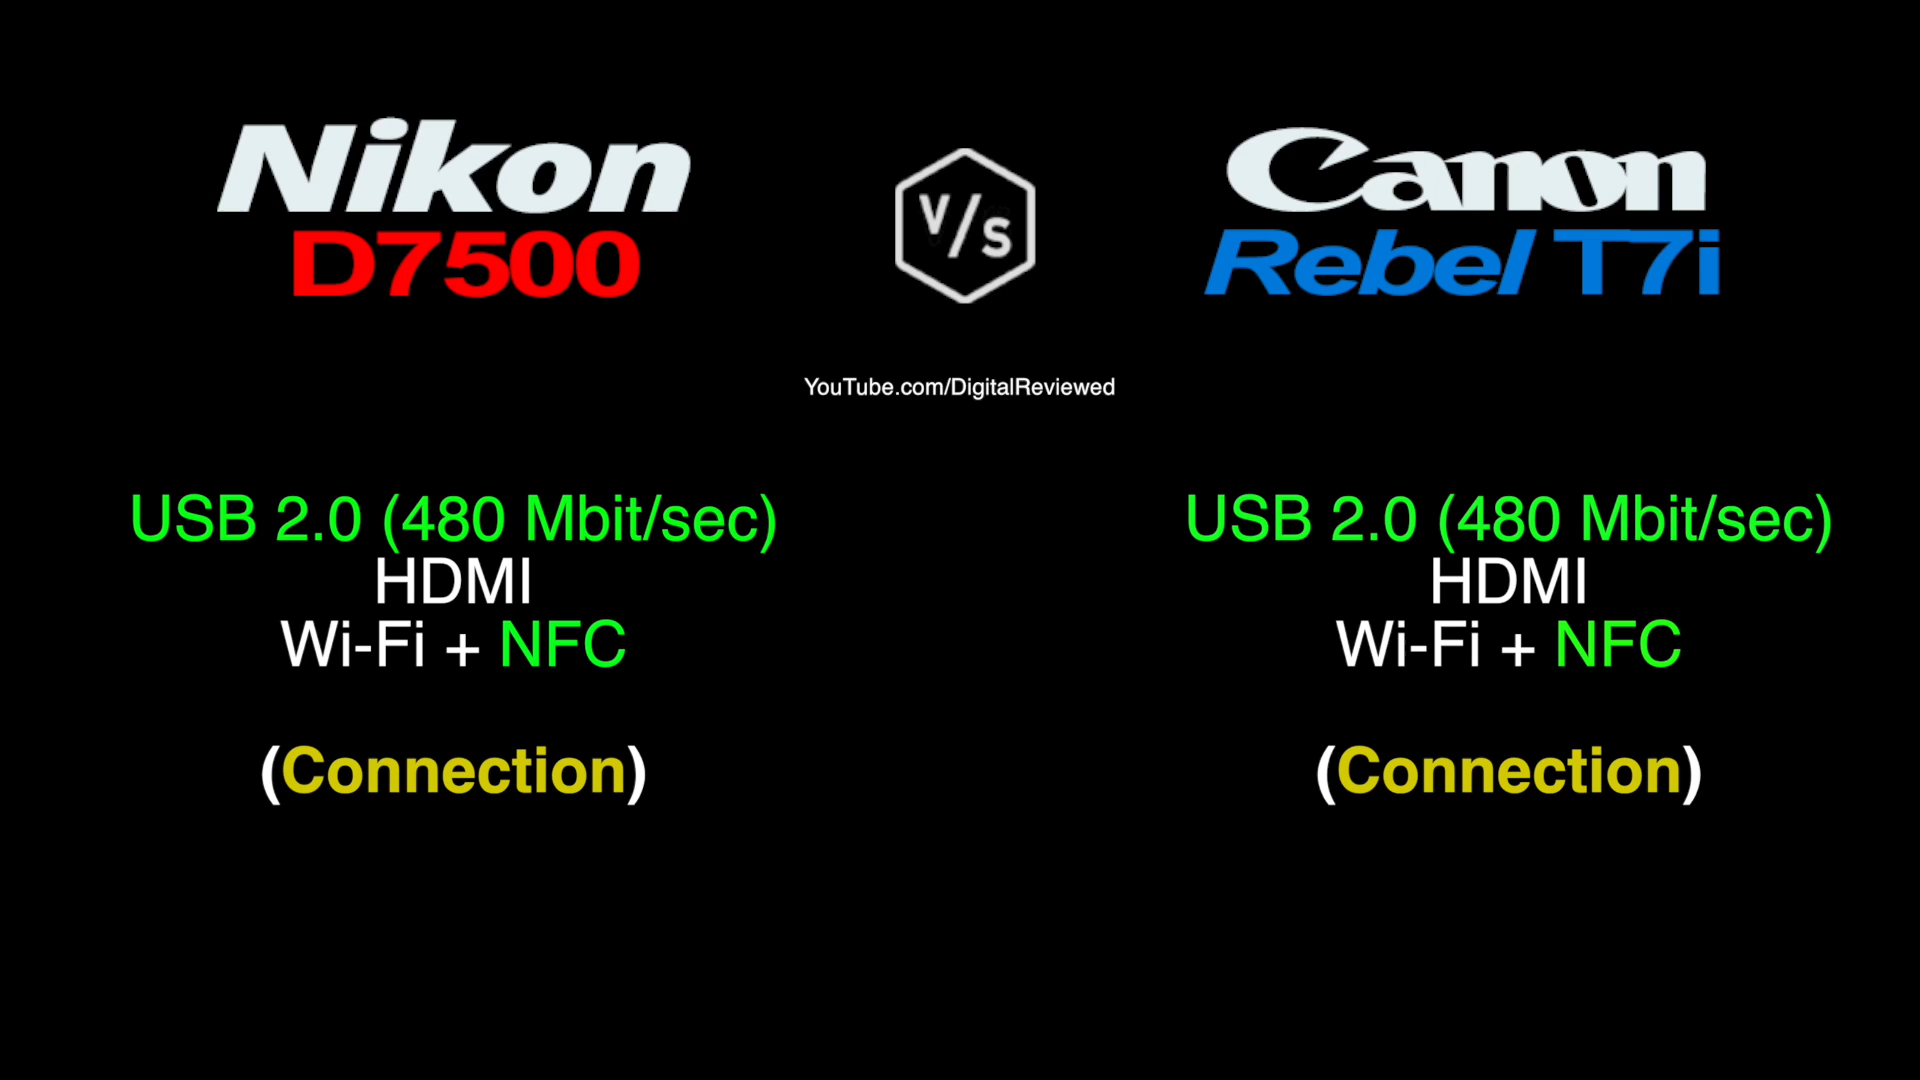 Nikon
D7500
V/S
Canon
Rebel T7i
YouTube.com/DigitalReviewed
USB 2.0 (480 Mbit/sec)
HDMI
Wi-Fi + NFC
(Connection)
USB 2.0 (480 Mbit/sec)
HDMI
Wi-Fi + NFC
(Connection)